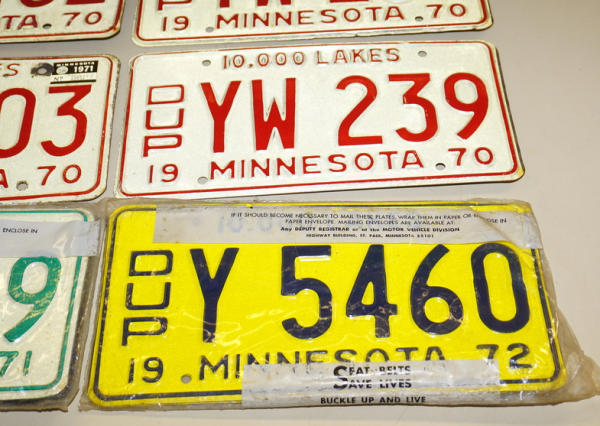 19 MINNESOTA 70
10,000 LAKES
DUP YW 239
19 MINNESOTA 70
MINNESOTA
1971
03
A 70
IF IT SHOULD BECOME NECESSARY TO MAIL THESE PLATES, WRAP THEM IN PAPER OR
PAPER ENVELOPE. MAILING ENVELOPES ARE AVAILABLE AT:
Any DEPUTY REGISTRAR or at the MOTOR VEHICLE DIVISION
HIGHWAY BUILDING, ST. PAUL, MINNESOTA 55101
DUP Y 5460
19 MINNESOTA 72
SEAT BELTS
SAVE LIVES
BUCKLE UP AND LIVE
ENCLOSE IN
9
71